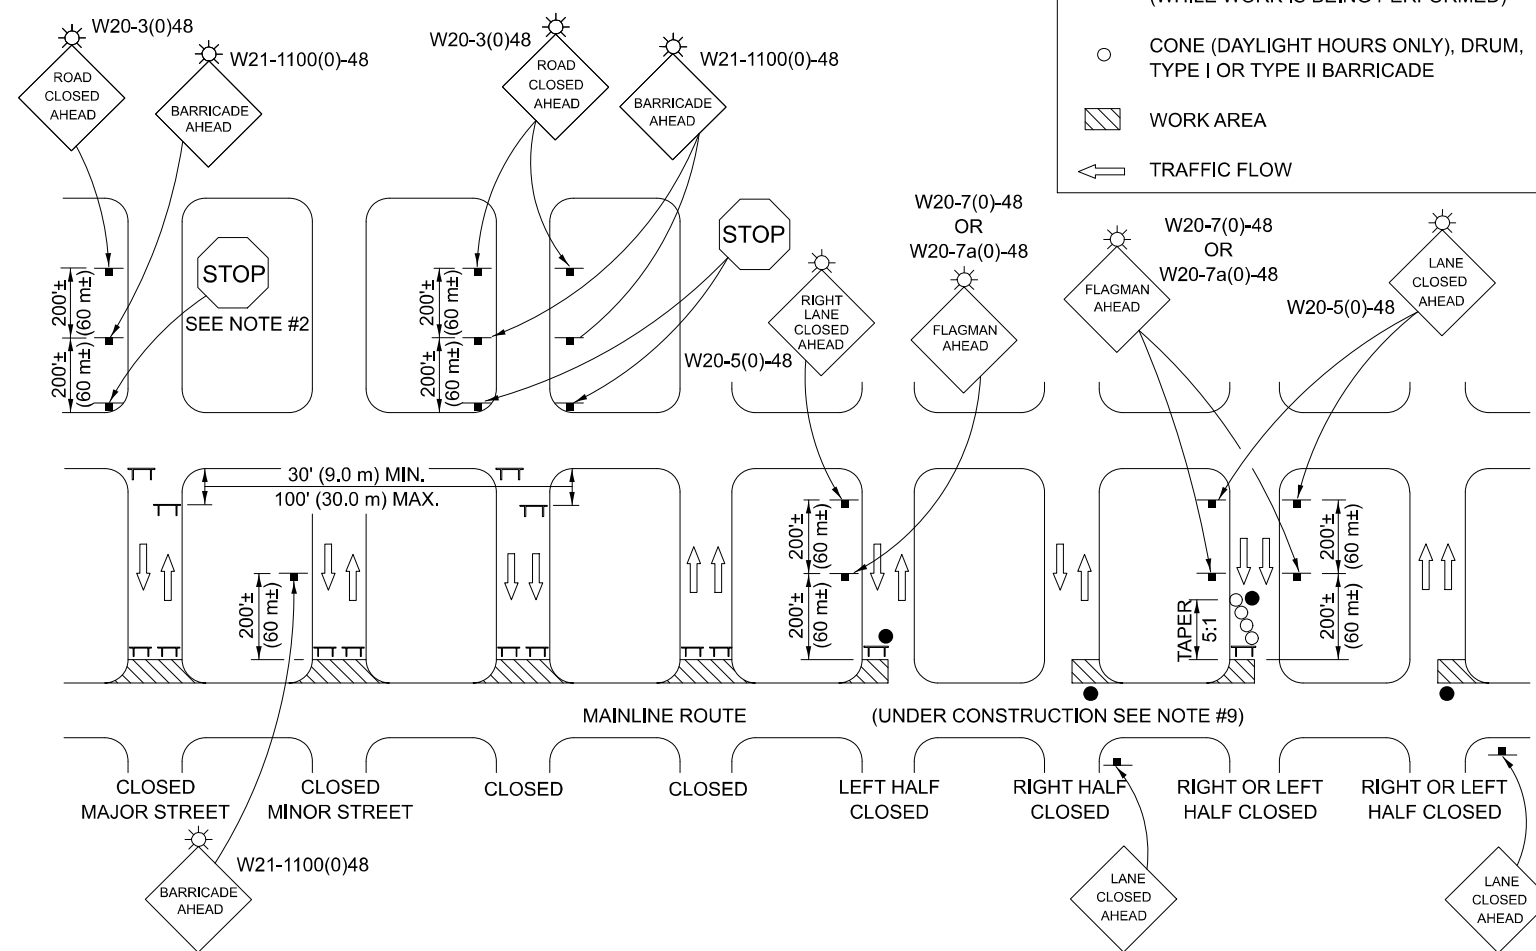 (WHILE WORK IS BEING PERFORMED)
CONE (DAYLIGHT HOURS ONLY), DRUM,
TYPE I OR TYPE II BARRICADE
WORK AREA
TRAFFIC FLOW
W20-3(0)48
ROAD
CLOSED
AHEAD
W21-1100(0)-48
BARRICADE
AHEAD
W20-3(0)48
ROAD
CLOSED
AHEAD
W21-1100(0)-48
BARRICADE
AHEAD
STOP
SEE NOTE #2
200'±
(60 m±)
200'±
(60 m±)
200'±
(60 m±)
200'±
(60 m±)
STOP
RIGHT
LANE
CLOSED
AHEAD
W20-5(0)-48
W20-7(0)-48
OR
W20-7a(0)-48
FLAGMAN
AHEAD
FLAGMAN
AHEAD
W20-7(0)-48
OR
W20-7a(0)-48
W20-5(0)-48
LANE
CLOSED
AHEAD
30' (9.0 m) MIN.
100' (30.0 m) MAX.
200'±
(60 m±)
200'±
(60 m±)
200'±
(60 m±)
TAPER
5:1
200'±
(60 m±)
200'±
(60 m±)
MAINLINE ROUTE
(UNDER CONSTRUCTION SEE NOTE #9)
CLOSED
MAJOR STREET
CLOSED
MINOR STREET
CLOSED
CLOSED
LEFT HALF
CLOSED
RIGHT HALF
CLOSED
RIGHT OR LEFT
HALF CLOSED
RIGHT OR LEFT
HALF CLOSED
W21-1100(0)48
BARRICADE
AHEAD
LANE
CLOSED
AHEAD
LANE
CLOSED
AHEAD